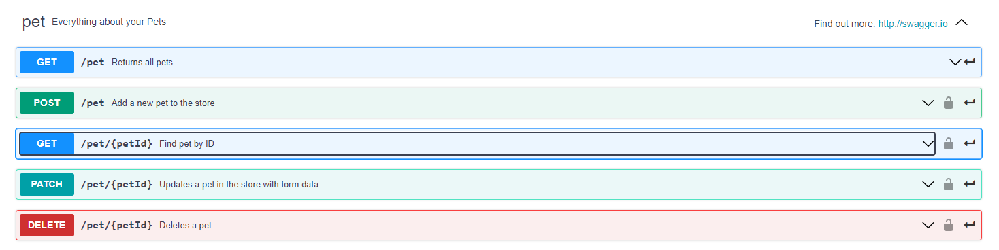 pet Everything about your Pets
Find out more: http://swagger.io
GET /pet Returns all pets
POST /pet Add a new pet to the store
GET /pet/{petId} Find pet by ID
PATCH /pet/{petId} Updates a pet in the store with form data
DELETE /pet/{petId} Deletes a pet